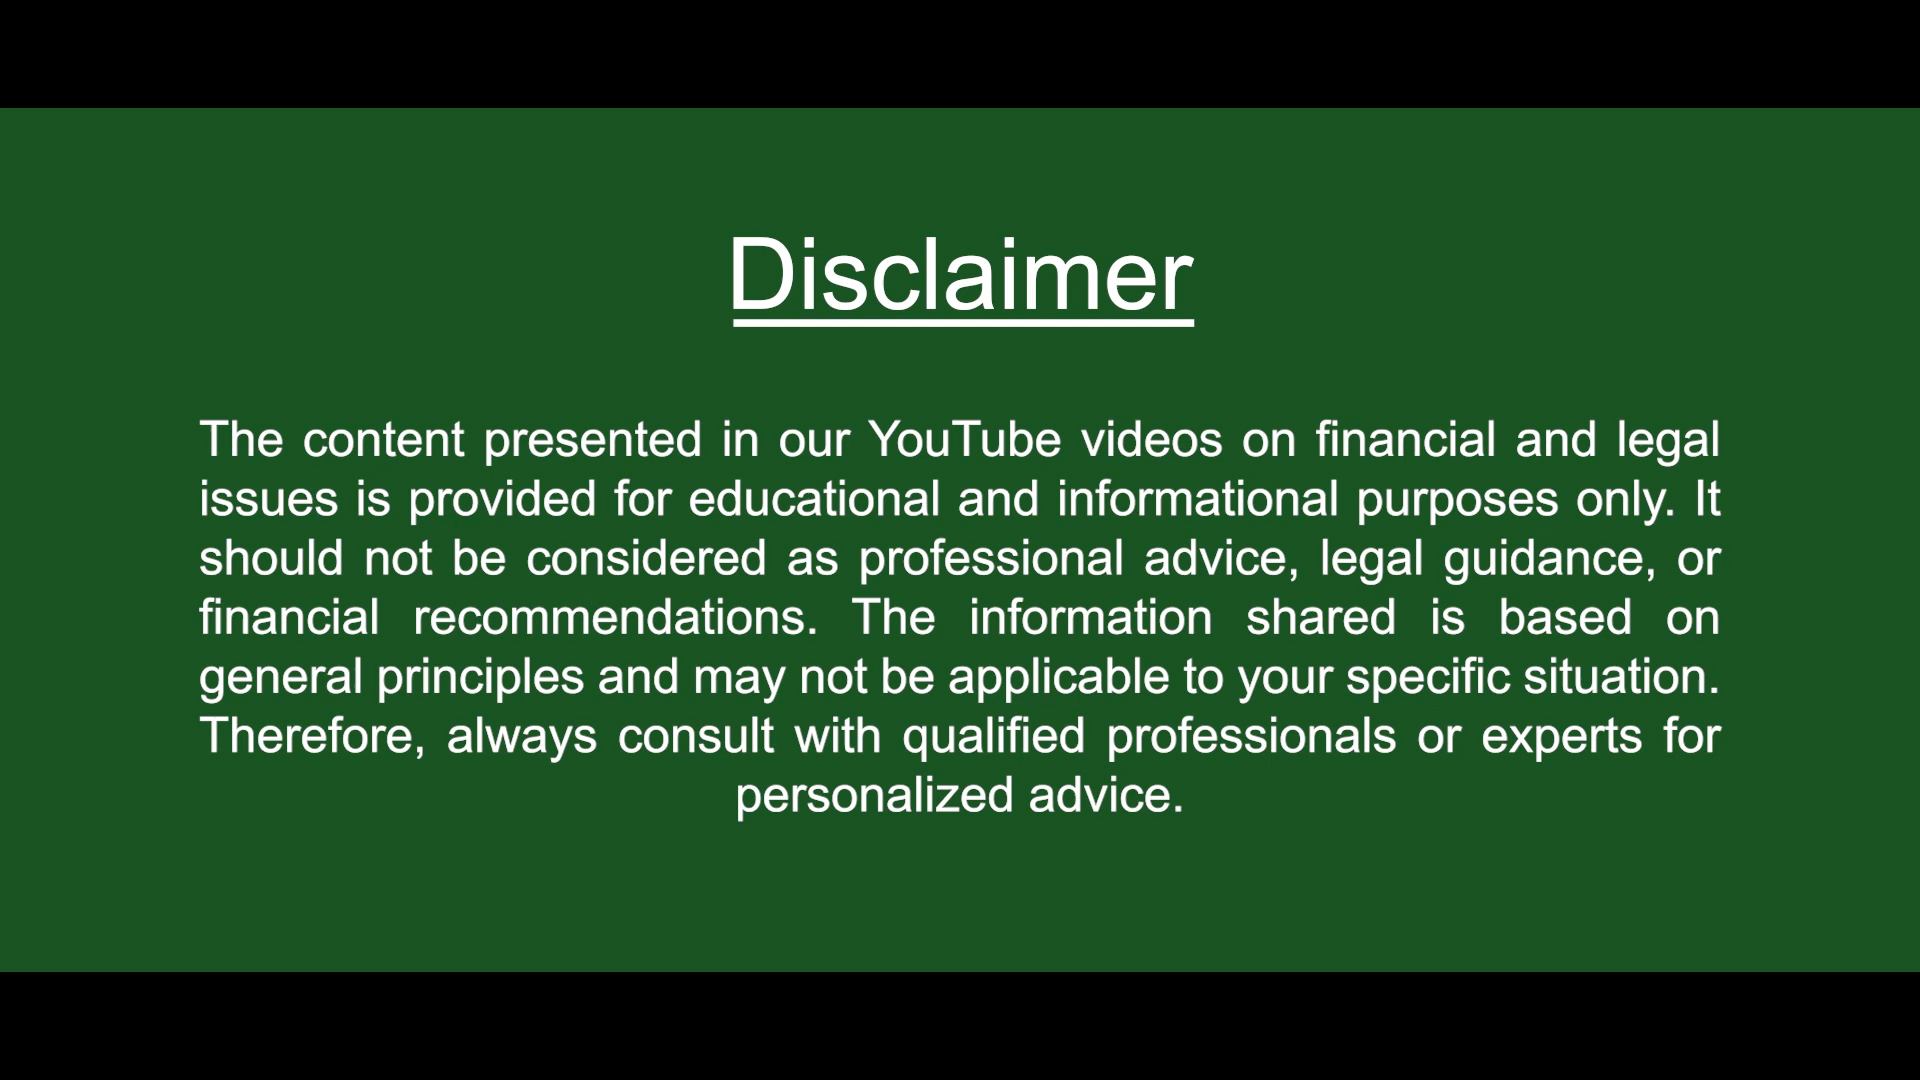 Disclaimer
The content presented in our YouTube videos on financial and legal
issues is provided for educational and informational purposes only. It
should not be considered as professional advice, legal guidance, or
financial recommendations. The information shared is based on
general principles and may not be applicable to your specific situation.
Therefore, always consult with qualified professionals or experts for
personalized advice.